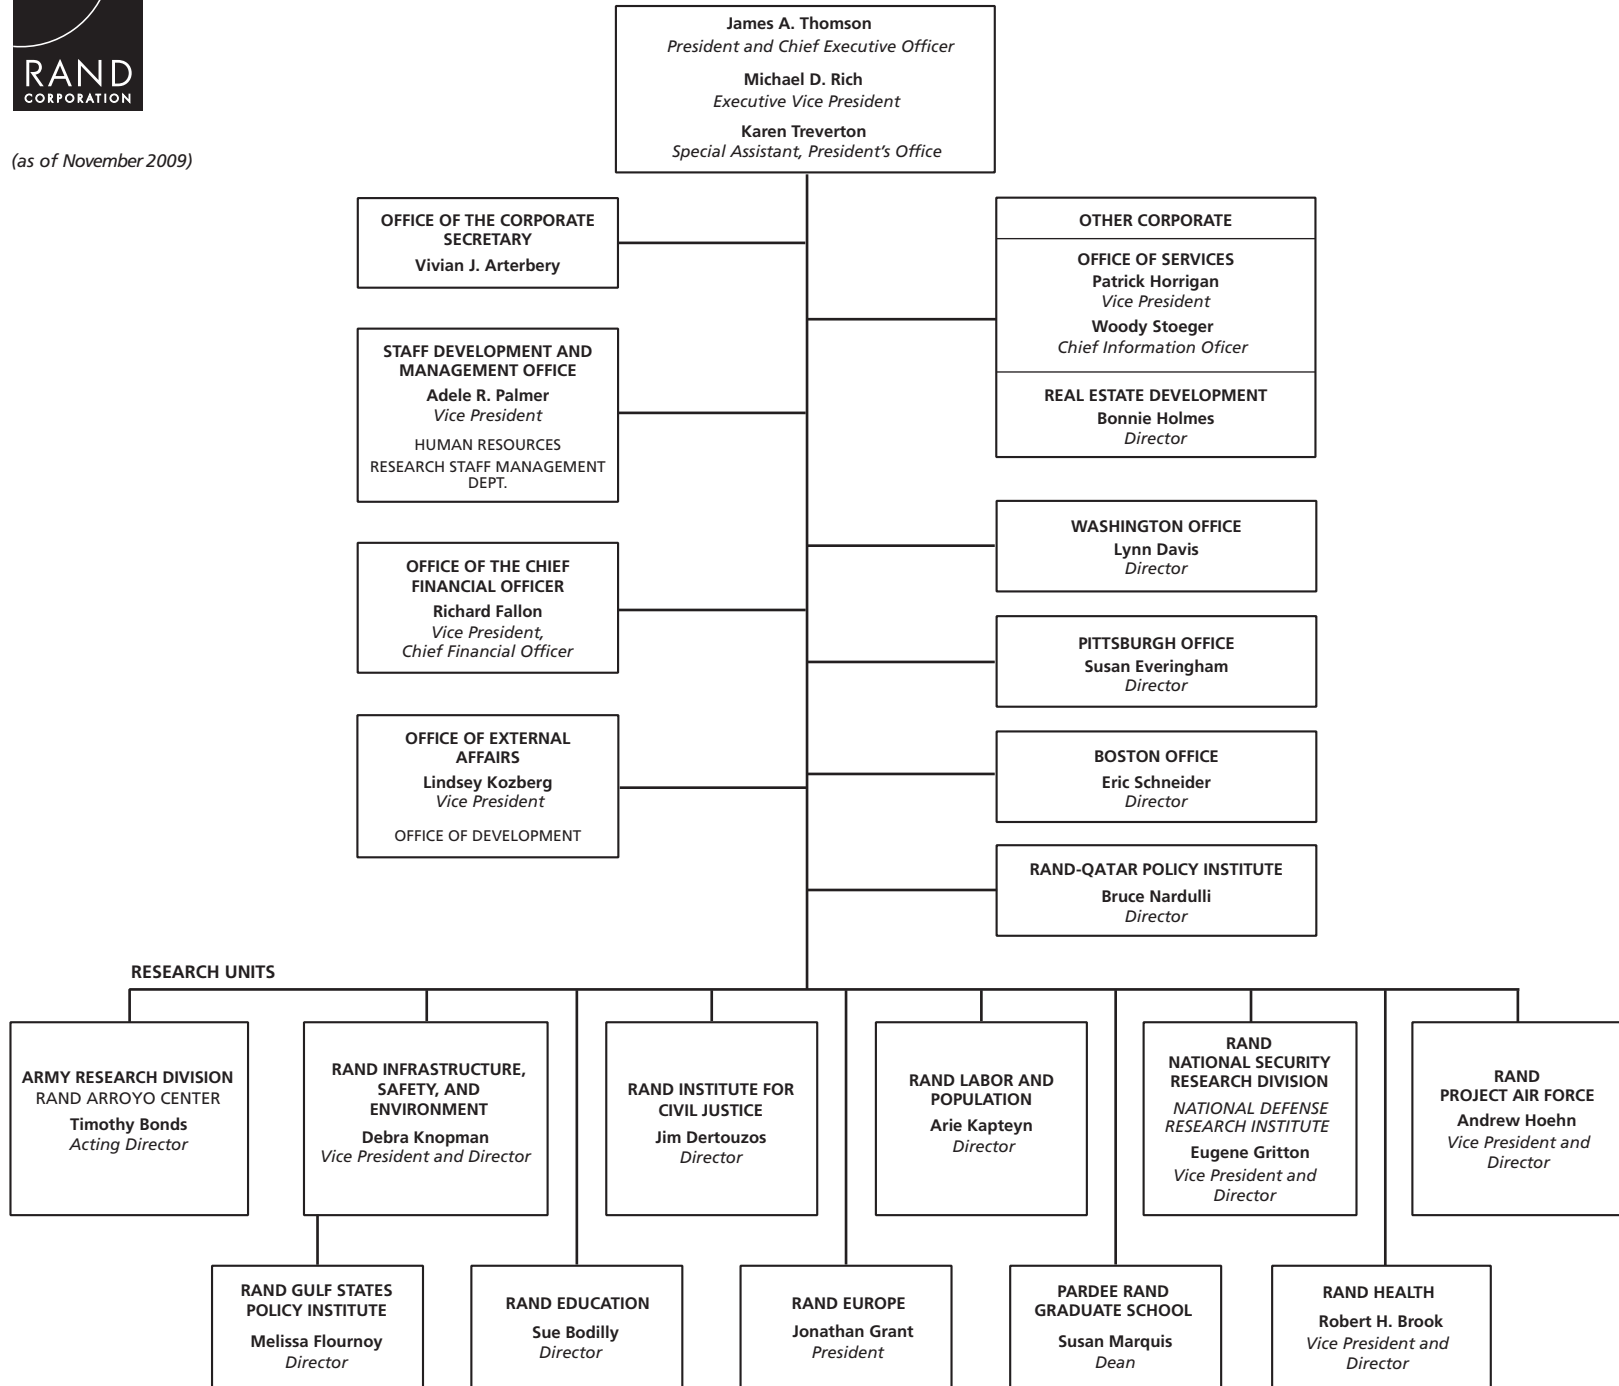 RAND
CORPORATION
(as of November 2009)
James A. Thomson
President and Chief Executive Officer
Michael D. Rich
Executive Vice President
Karen Treverton
Special Assistant, President's Office
OFFICE OF THE CORPORATE
SECRETARY
Vivian J. Arterbery
STAFF DEVELOPMENT AND
MANAGEMENT OFFICE
Adele R. Palmer
Vice President
HUMAN RESOURCES
RESEARCH STAFF MANAGEMENT
DEPT.
OFFICE OF THE CHIEF
FINANCIAL OFFICER
Richard Fallon
Vice President,
Chief Financial Officer
OFFICE OF EXTERNAL
AFFAIRS
Lindsey Kozberg
Vice President
OFFICE OF DEVELOPMENT
OTHER CORPORATE
OFFICE OF SERVICES
Patrick Horrigan
Vice President
Woody Stoeger
Chief Information Oficer
REAL ESTATE DEVELOPMENT
Bonnie Holmes
Director
WASHINGTON OFFICE
Lynn Davis
Director
PITTSBURGH OFFICE
Susan Everingham
Director
BOSTON OFFICE
Eric Schneider
Director
RAND-QATAR POLICY INSTITUTE
Bruce Nardulli
Director
RESEARCH UNITS
ARMY RESEARCH DIVISION
RAND ARROYO CENTER
Timothy Bonds
Acting Director
RAND INFRASTRUCTURE,
SAFETY, AND
ENVIRONMENT
Debra Knopman
Vice President and Director
RAND INSTITUTE FOR
CIVIL JUSTICE
Jim Dertouzos
Director
RAND LABOR AND
POPULATION
Arie Kapteyn
Director
RAND
NATIONAL SECURITY
RESEARCH DIVISION
NATIONAL DEFENSE
RESEARCH INSTITUTE
Eugene Gritton
Vice President and
Director
RAND
PROJECT AIR FORCE
Andrew Hoehn
Vice President and
Director
RAND GULF STATES
POLICY INSTITUTE
Melissa Flournoy
Director
RAND EDUCATION
Sue Bodilly
Director
RAND EUROPE
Jonathan Grant
President
PARDEE RAND
GRADUATE SCHOOL
Susan Marquis
Dean
RAND HEALTH
Robert H. Brook
Vice President and
Director